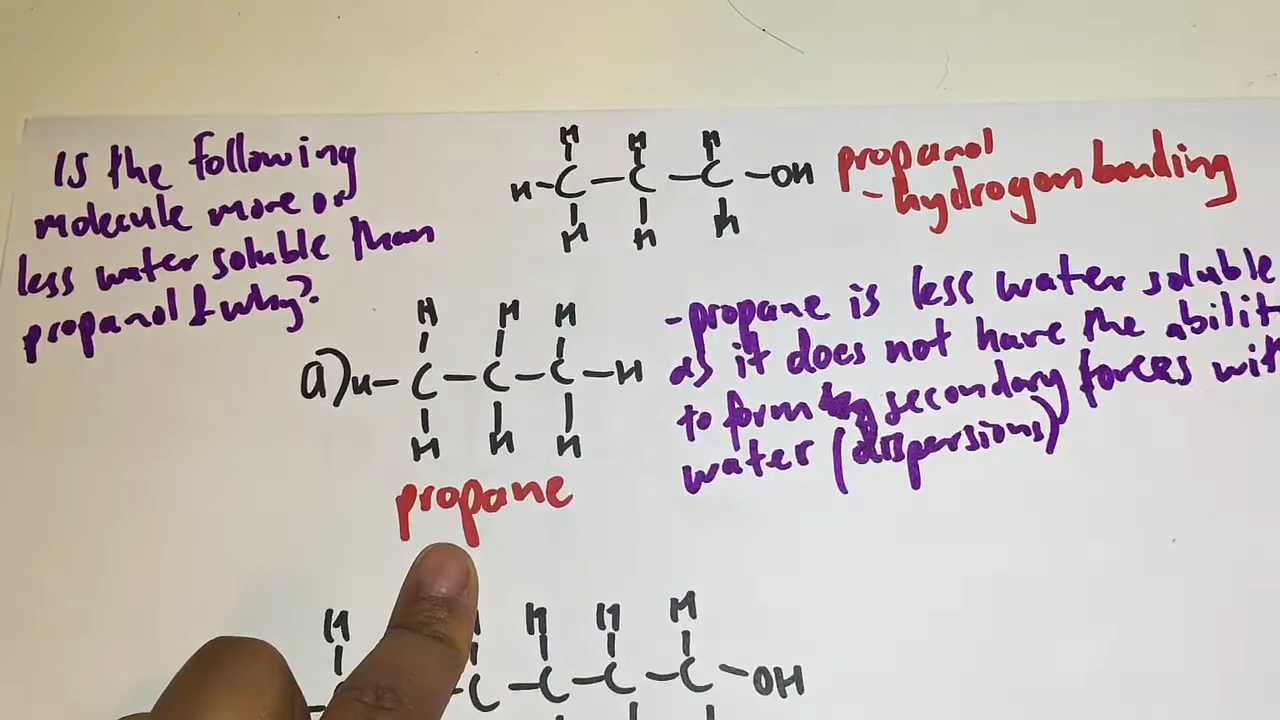 Is the following
molecule more or
less water soluble than
propanol & why?
H H H
H-C-C-C-OH
H H h
propanol
-hydrogon bonding
H H H
a) H-C-C-C-H
H H H
propane
-propane is less water soluble
as it does not have the abilit
to form secondary forces wit
water (dispersions)
H H H H
C-C-C-C-OH